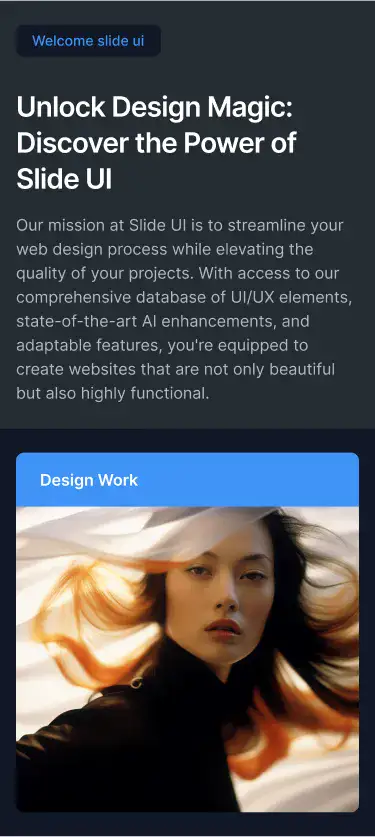 Welcome slide ui
Unlock Design Magic:
Discover the Power of
Slide UI
Our mission at Slide UI is to streamline your
web design process while elevating the
quality of your projects. With access to our
comprehensive database of UI/UX elements,
state-of-the-art AI enhancements, and
adaptable features, you're equipped to
create websites that are not only beautiful
but also highly functional.
Design Work